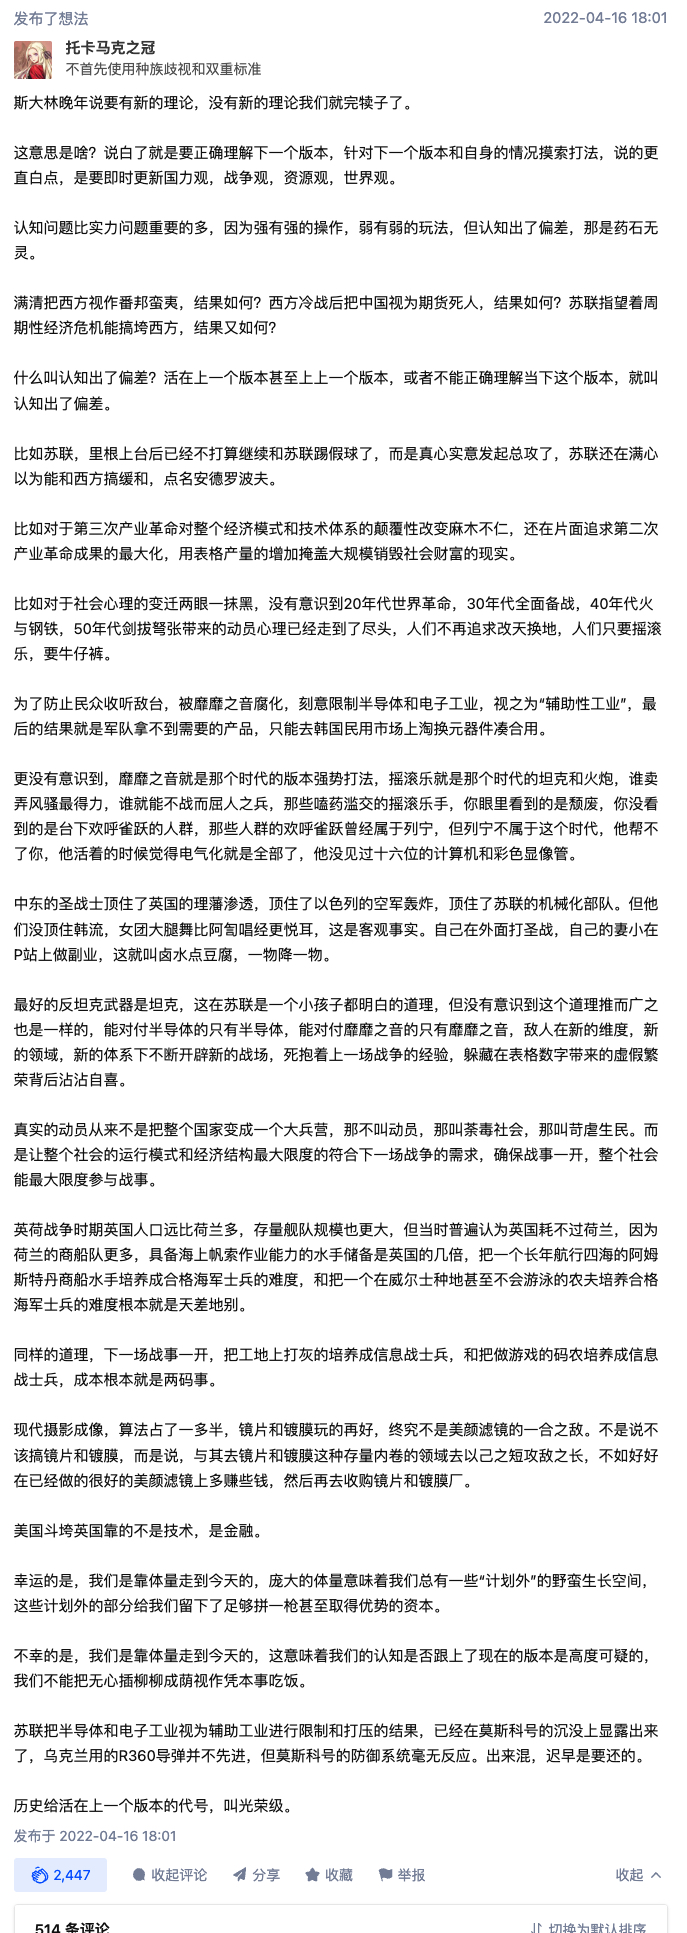 发布了想法 2022-04-16 18:01
托卡马克之冠
不首先使用种族歧视和双重标准
斯大林晚年说要有新的理论，没有新的理论我们就完犊子了。
这意思是啥？说白了就是要正确理解下一个版本，针对下一个版本和自身的情况摸索打法，说的更
直白点，是要即时更新国力观，战争观，资源观，世界观。
认知问题比实力问题重要的多，因为强有强的操作，弱有弱的玩法，但认知出了偏差，那是药石无
灵。
满清把西方视作番邦蛮夷，结果如何？西方冷战后把中国视为期货死人，结果如何？苏联指望着周
期性经济危机能搞垮西方，结果又如何？
什么叫认知出了偏差？活在上一个版本甚至上上一个版本，或者不能正确理解当下这个版本，就叫
认知出了偏差。
比如苏联，里根上台后已经不打算继续和苏联踢假球了，而是真心实意发起总攻了，苏联还在满心
以为能和西方搞缓和，点名安德罗波夫。
比如对于第三次产业革命对整个经济模式和技术体系的颠覆性改变麻木不仁，还在片面追求第二次
产业革命成果的最大化，用表格产量的增加掩盖大规模销毁社会财富的现实。
比如对于社会心理的变迁两眼一抹黑，没有意识到20年代世界革命，30年代全面备战，40年代火
与钢铁，50年代剑拔弩张带来的动员心理已经走到了尽头，人们不再追求改天换地，人们只要摇滚
乐，要牛仔裤。
为了防止民众收听敌台，被靡靡之音腐化，刻意限制半导体和电子工业，视之为“辅助性工业”，最
后的结果就是军队拿不到需要的产品，只能去韩国民用市场上淘换元器件凑合用。
更没有意识到，靡靡之音就是那个时代的版本强势打法，摇滚乐就是那个时代的坦克和火炮，谁卖
弄风骚最得力，谁就能不战而屈人之兵，那些嗑药滥交的摇滚乐手，你眼里看到的是颓废，你没看
到的是台下欢呼雀跃的人群，那些人群的欢呼雀跃曾经属于列宁，但列宁不属于这个时代，他帮不
了你，他活着的时候觉得电气化就是全部了，他没见过十六位的计算机和彩色显像管。
中东的圣战士顶住了英国的理藩渗透，顶住了以色列的空军轰炸，顶住了苏联的机械化部队。但他
们没顶住韩流，女团大腿舞比阿訇唱经更悦耳，这是客观事实。自己在外面打圣战，自己的妻小在
P站上做副业，这就叫卤水点豆腐，一物降一物。
最好的反坦克武器是坦克，这在苏联是一个小孩子都明白的道理，但没有意识到这个道理推而广之
也是一样的，能对付半导体的只有半导体，能对付靡靡之音的只有靡靡之音，敌人在新的维度，新
的领域，新的体系下不断开辟新的战场，死抱着上一场战争的经验，躲藏在表格数字带来的虚假繁
荣背后沾沾自喜。
真实的动员从来不是把整个国家变成一个大兵营，那不叫动员，那叫荼毒社会，那叫苛虐生民。而
是让整个社会的运行模式和经济结构最大限度的符合下一场战争的需求，确保战事一开，整个社会
能最大限度参与战事。
英荷战争时期英国人口远比荷兰多，存量舰队规模也更大，但当时普遍认为英国耗不过荷兰，因为
荷兰的商船队更多，具备海上帆索作业能力的水手储备是英国的几倍，把一个长年航行四海的阿姆
斯特丹商船水手培养成合格海军士兵的难度，和把一个在威尔士种地甚至不会游泳的农夫培养合格
海军士兵的难度根本就是天差地别。
同样的道理，下一场战事一开，把工地上打灰的培养成信息战士兵，和把做游戏的码农培养成信息
战士兵，成本根本就是两码事。
现代摄影成像，算法占了一多半，镜片和镀膜玩的再好，终究不是美颜滤镜的一合之敌。不是说不
该搞镜片和镀膜，而是说，与其去镜片和镀膜这种存量内卷的领域去以己之短攻敌之长，不如好好
在已经做的很好的美颜滤镜上多赚些钱，然后再去收购镜片和镀膜厂。
美国斗垮英国靠的不是技术，是金融。
幸运的是，我们是靠体量走到今天的，庞大的体量意味着我们总有一些“计划外”的野蛮生长空间，
这些计划外的部分给我们留下了足够拼一枪甚至取得优势的资本。
不幸的是，我们是靠体量走到今天的，这意味着我们的认知是否跟上了现在的版本是高度可疑的，
我们不能把无心插柳柳成荫视作凭本事吃饭。
苏联把半导体和电子工业视为辅助工业进行限制和打压的结果，已经在莫斯科号的沉没上显露出来
了，乌克兰用的R360导弹并不先进，但莫斯科号的防御系统毫无反应。出来混，迟早是要还的。
历史给活在上一个版本的代号，叫光荣级。
发布于 2022-04-16 18:01
2,447 收起评论 分享 收藏 举报 收起
514 条评论 切换为默认排序